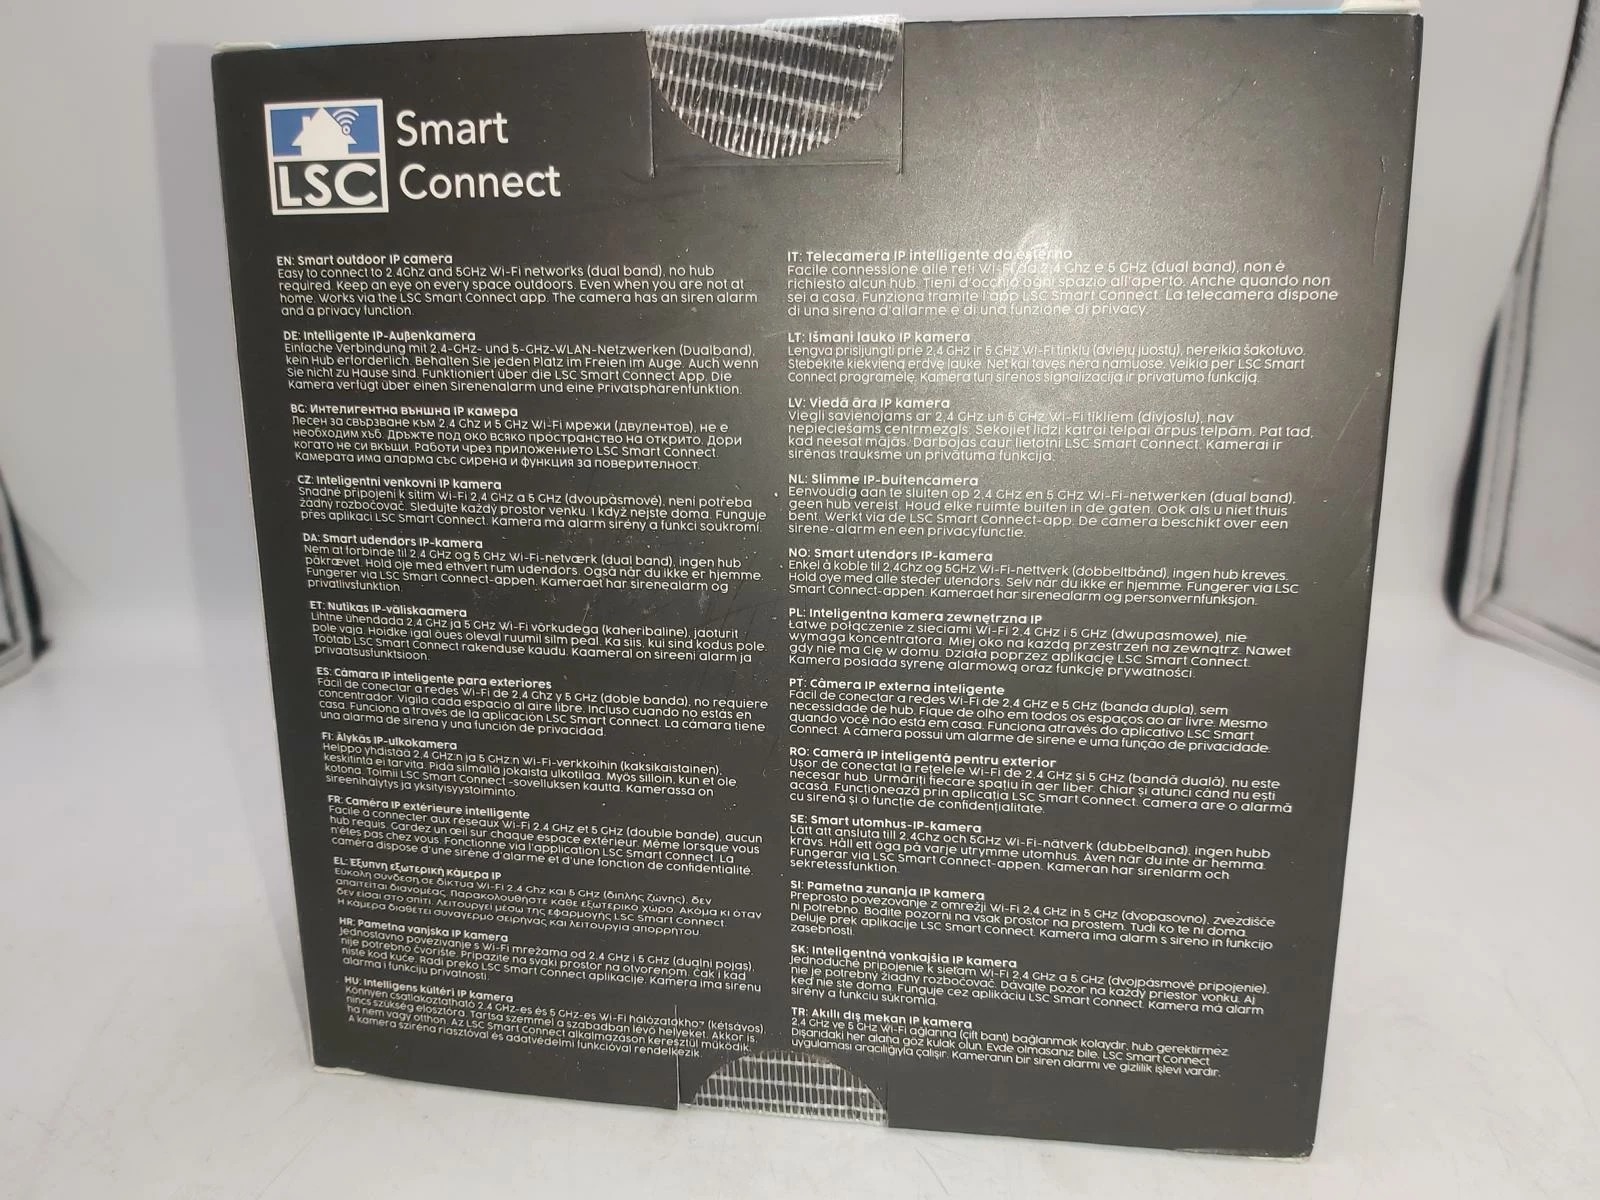 LSC
Smart
Connect
EN: Smart outdoor IP camera
Easy to connect to 2.4Ghz and 5GHz Wi-Fi networks (dual band), no hub
required. Keep an eye on every space outdoors. Even when you are not at
home. Works via the LSC Smart Connect app. The camera has an siren alarm
and a privacy function.
DE: Intelligente IP-Außenkamera
Einfache Verbindung mit 2,4-GHz- und 5-GHz-WLAN-Netzwerken (Dualband),
kein Hub erforderlich. Behalten Sie jeden Platz im Freien im Auge. Auch wenn
Sie nicht zu Hause sind. Funktioniert über die LSC Smart Connect App. Die
Kamera verfügt über einen Sirenenalarm und eine Privatsphärenfunktion.
BG: Интелигентна външна IP камера
Лесен за свързване към 2,4 Ghz и 5 GHz Wi-Fi мрежи (двулентов), не е
необходим хъб. Дръжте под око всяко пространство на открито. Дори
когато не си вкъщи. Работи чрез приложението LSC Smart Connect.
Камерата има аларма със сирена и функция за поверителност.
CZ: Inteligentní venkovní IP kamera
Snadné připojení k sítím Wi-Fi 2,4 GHz a 5 GHz (dvoupásmové), není potřeba
žádný rozbočovač. Sledujte každý prostor venku. I když nejste doma. Funguje
přes aplikaci LSC Smart Connect. Kamera má alarm sirény a funkci soukromí.
DA: Smart udendørs IP-kamera
Nem at forbinde til 2,4 GHz og 5 GHz Wi-Fi-netværk (dual band), ingen hub
påkrævet. Hold øje med ethvert rum udendørs. Også når du ikke er hjemme.
Fungerer via LSC Smart Connect-appen. Kameraet har sirenealarm og
privatlivsfunktion.
ET: Nutikas IP-väliskaamera
Lihtne ühendada 2,4 GHz ja 5 GHz Wi-Fi võrkudega (kaheribaline), jaoturit
pole vaja. Hoidke igal õues oleval ruumil silm peal. Ka siis, kui sind kodus pole.
Töötab LSC Smart Connect rakenduse kaudu. Kaameral on sireeni alarm ja
privaatsusfunktsioon.
ES: Cámara IP inteligente para exteriores
Fácil de conectar a redes Wi-Fi de 2,4 Ghz y 5 GHz (doble banda), no requiere
concentrador. Vigila cada espacio al aire libre. Incluso cuando no estás en
casa. Funciona a través de la aplicación LSC Smart Connect. La cámara tiene
una alarma de sirena y una función de privacidad.
FI: Älykäs IP-ulkokamera
Helppo yhdistää 2,4 GHz:n ja 5 GHz:n Wi-Fi-verkkoihin (kaksikaistainen),
keskitintä ei tarvita. Pidä silmällä jokaista ulkotilaa. Myös silloin, kun et ole
kotona. Toimii LSC Smart Connect -sovelluksen kautta. Kamerassa on
sireenihälytys ja yksityisyystoiminto.
FR: Caméra IP extérieure intelligente
Facile à connecter aux réseaux Wi-Fi 2,4 GHz et 5 GHz (double bande), aucun
hub requis. Gardez un œil sur chaque espace extérieur. Même lorsque vous
n'êtes pas chez vous. Fonctionne via l'application LSC Smart Connect. La
caméra dispose d'une sirène d'alarme et d'une fonction de confidentialité.
EL: Έξυπνη εξωτερική κάμερα IP
Εύκολη σύνδεση σε δίκτυα Wi-Fi 2,4 Ghz και 5 GHz (διπλής ζώνης), δεν
απαιτείται διανομέας. Παρακολουθήστε κάθε εξωτερικό χώρο. Ακόμα κι όταν
δεν είσαι στο σπίτι. Λειτουργεί μέσω της εφαρμογής LSC Smart Connect.
Η κάμερα διαθέτει συναγερμό σειρήνας και λειτουργία απορρήτου.
HR: Pametna vanjska IP kamera
Jednostavno povezivanje s Wi-Fi mrežama od 2,4 GHz i 5 GHz (dualni pojas),
nije potrebno čvorište. Pripazite na svaki prostor na otvorenom. Čak i kad
niste kod kuće. Radi preko LSC Smart Connect aplikacije. Kamera ima sirenu
alarma i funkciju privatnosti.
HU: Intelligens kültéri IP kamera
Könnyen csatlakoztatható 2,4 GHz-es és 5 GHz-es Wi-Fi hálózatokhoz (kétsávos),
nincs szükség elosztóra. Tartsa szemmel a szabadban lévő helyeket. Akkor is,
ha nem vagy otthon. Az LSC Smart Connect alkalmazáson keresztül működik.
A kamera sziréna riasztóval és adatvédelmi funkcióval rendelkezik.
IT: Telecamera IP intelligente da esterno
Facile connessione alle reti Wi-Fi da 2,4 Ghz e 5 GHz (dual band), non è
richiesto alcun hub. Tieni d'occhio ogni spazio all'aperto. Anche quando non
sei a casa. Funziona tramite l'app LSC Smart Connect. La telecamera dispone
di una sirena d'allarme e di una funzione di privacy.
LT: Išmani lauko IP kamera
Lengva prisijungti prie 2,4 GHz ir 5 GHz Wi-Fi tinklų (dviejų juostų), nereikia šakotuvo.
Stebėkite kiekvieną erdvę lauke. Net kai tavęs nėra namuose. Veikia per LSC Smart
Connect programėlę. Kamera turi sirenos signalizaciją ir privatumo funkciją.
LV: Viedā āra IP kamera
Viegli savienojams ar 2,4 GHz un 5 GHz Wi-Fi tīkliem (divjoslu), nav
nepieciešams centrmezgls. Sekojiet līdzi katrai telpai ārpus telpām. Pat tad,
kad neesat mājās. Darbojas caur lietotni LSC Smart Connect. Kamerai ir
sirēnas trauksme un privātuma funkcija.
NL: Slimme IP-buitencamera
Eenvoudig aan te sluiten op 2,4 GHz en 5 GHz Wi-Fi-netwerken (dual band),
geen hub vereist. Houd elke ruimte buiten in de gaten. Ook als u niet thuis
bent. Werkt via de LSC Smart Connect-app. De camera beschikt over een
sirene-alarm en een privacyfunctie.
NO: Smart utendørs IP-kamera
Enkel å koble til 2,4Ghz og 5GHz Wi-Fi-nettverk (dobbeltbånd), ingen hub kreves.
Hold øye med alle steder utendørs. Selv når du ikke er hjemme. Fungerer via LSC
Smart Connect-appen. Kameraet har sirenealarm og personvernfunksjon.
PL: Inteligentna kamera zewnętrzna IP
Łatwe połączenie z sieciami Wi-Fi 2,4 GHz i 5 GHz (dwupasmowe), nie
wymaga koncentratora. Miej oko na każdą przestrzeń na zewnątrz. Nawet
gdy nie ma Cię w domu. Działa poprzez aplikację LSC Smart Connect.
Kamera posiada syrenę alarmową oraz funkcję prywatności.
PT: Câmera IP externa inteligente
Fácil de conectar a redes Wi-Fi de 2,4 GHz e 5 GHz (banda dupla), sem
necessidade de hub. Fique de olho em todos os espaços ao ar livre. Mesmo
quando você não está em casa. Funciona através do aplicativo LSC Smart
Connect. A câmera possui um alarme de sirene e uma função de privacidade.
RO: Cameră IP inteligentă pentru exterior
Ușor de conectat la rețelele Wi-Fi de 2,4 GHz și 5 GHz (bandă duală), nu este
necesar hub. Urmăriți fiecare spațiu în aer liber. Chiar și atunci când nu ești
acasă. Funcționează prin aplicația LSC Smart Connect. Camera are o alarmă
cu sirenă și o funcție de confidențialitate.
SE: Smart utomhus-IP-kamera
Lätt att ansluta till 2,4Ghz och 5GHz Wi-Fi-nätverk (dubbelband), ingen hubb
krävs. Håll ett öga på varje utrymme utomhus. Även när du inte är hemma.
Fungerar via LSC Smart Connect-appen. Kameran har sirenlarm och
sekretessfunktion.
SI: Pametna zunanja IP kamera
Preprosto povezovanje z omrežji Wi-Fi 2,4 GHz in 5 GHz (dvopasovno), zvezdišče
ni potrebno. Bodite pozorni na vsak prostor na prostem. Tudi ko te ni doma.
Deluje prek aplikacije LSC Smart Connect. Kamera ima alarm s sireno in funkcijo
zasebnosti.
SK: Inteligentná vonkajšia IP kamera
Jednoduché pripojenie k sieťam Wi-Fi 2,4 GHz a 5 GHz (dvojpásmové pripojenie),
nie je potrebný žiadny rozbočovač. Dávajte pozor na každý priestor vonku. Aj
keď nie ste doma. Funguje cez aplikáciu LSC Smart Connect. Kamera má alarm
sirény a funkciu súkromia.
TR: Akıllı dış mekan IP kamera
2,4 GHz ve 5 GHz Wi-Fi ağlarına (çift bant) bağlanmak kolaydır, hub gerektirmez.
Dışarıdaki her alana göz kulak olun. Evde olmasanız bile. LSC Smart Connect
uygulaması aracılığıyla çalışır. Kameranın bir siren alarmı ve gizlilik işlevi vardır.